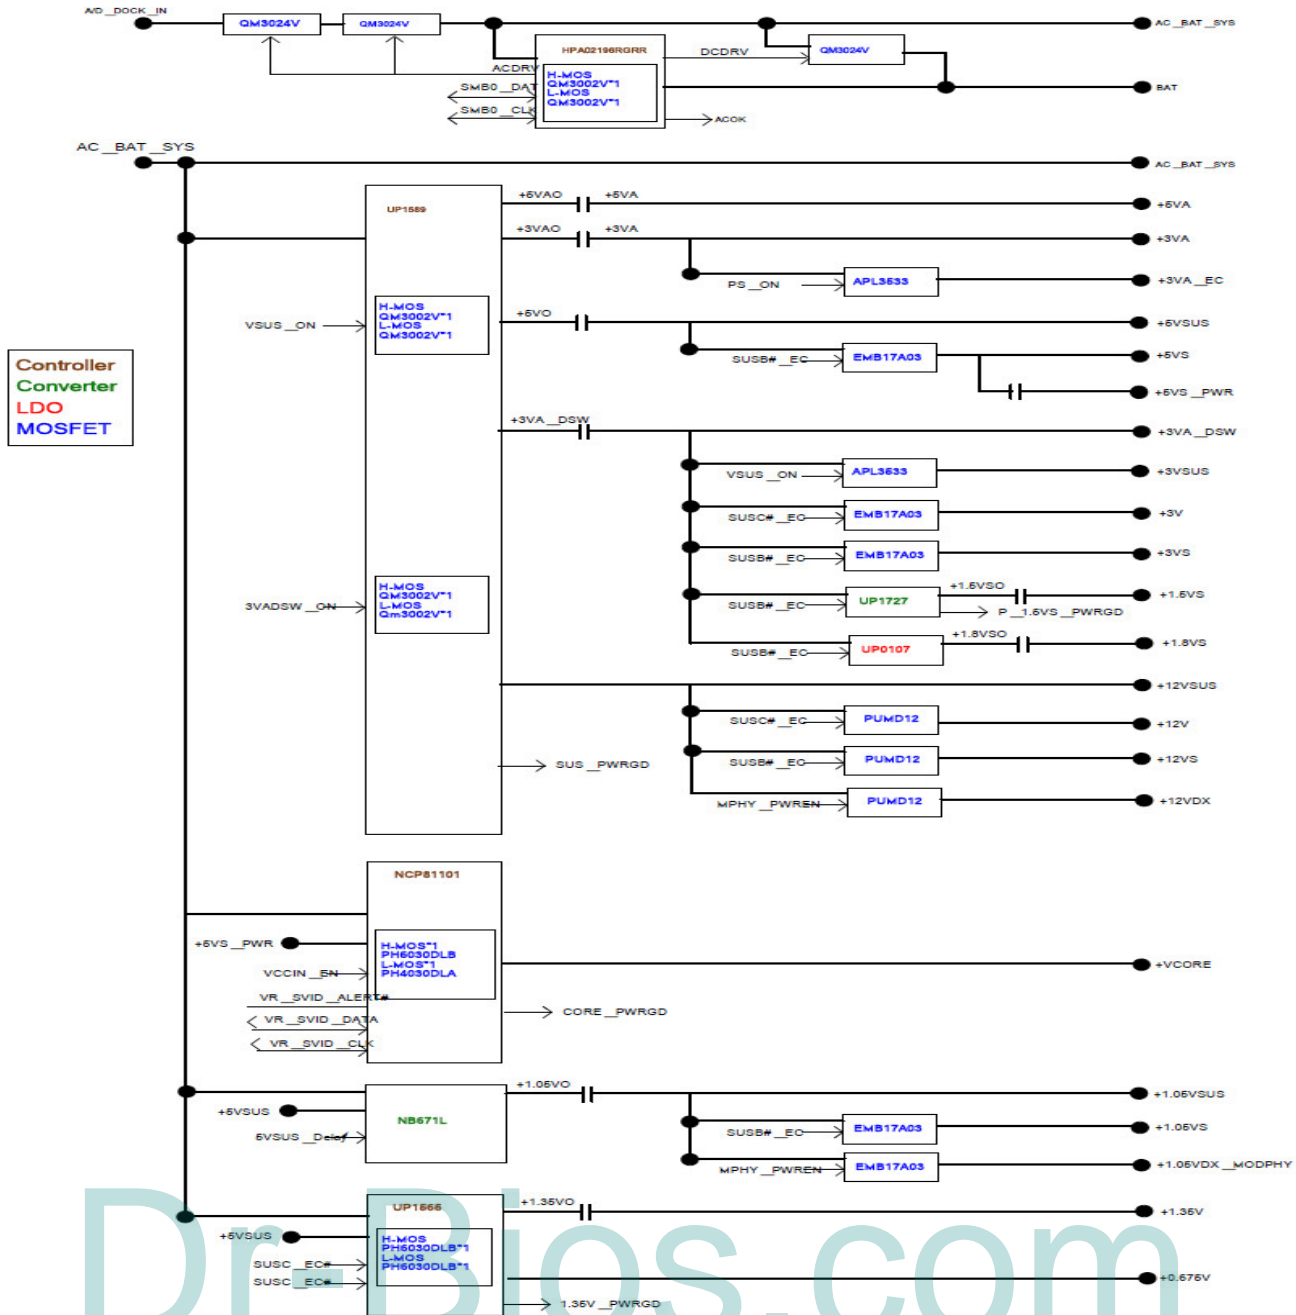 A/D_DOCK_IN
QM3024V
QM3024V
AC_BAT_SYS
HPA02196RGRR
DCDRV
QM3024V
ACDRV
H-MOS
QM3002V*1
L-MOS
QM3002V*1
SMB0_DAT
BAT
SMB0_CLK
ACOK
AC_BAT_SYS
AC_BAT_SYS
UP1589
+5VAO
+5VA
+5VA
+3VAO
+3VA
+3VA
PS_ON
APL3533
+3VA_EC
H-MOS
QM3002V*1
L-MOS
QM3002V*1
VSUS_ON
+5VO
+5VSUS
SUSB#_EC
EMB17A03
+5VS
+5VS_PWR
Controller
Converter
LDO
MOSFET
+3VA_DSW
+3VA_DSW
VSUS_ON
APL3533
+3VSUS
SUSC#_EC
EMB17A03
+3V
SUSB#_EC
EMB17A03
+3VS
H-MOS
QM3002V*1
L-MOS
Qm3002V*1
3VADSW_ON
SUSB#_EC
UP1727
+1.5VSO
+1.5VS
P_1.5VS_PWRGD
SUSB#_EC
UP0107
+1.8VSO
+1.8VS
+12VSUS
SUSC#_EC
PUMD12
+12V
SUSB#_EC
PUMD12
+12VS
SUS_PWRGD
MPHY_PWREN
PUMD12
+12VDX
NCP81101
+5VS_PWR
H-MOS*1
PH6030DLB
L-MOS*1
PH4030DLA
VCCIN_EN
+VCORE
VR_SVID_ALERT#
CORE_PWRGD
VR_SVID_DATA
VR_SVID_CLK
+1.05VO
+1.05VSUS
+5VSUS
NB671L
5VSUS_Delay
SUSB#_EC
EMB17A03
+1.05VS
MPHY_PWREN
EMB17A03
+1.05VDX_MODPHY
UP1565
+1.35VO
+1.35V
+5VSUS
H-MOS
PH6030DLB*1
L-MOS
PH6030DLB*1
SUSC_EC#
SUSC_EC#
+0.675V
1.35V_PWRGD
Dr-Bios.com